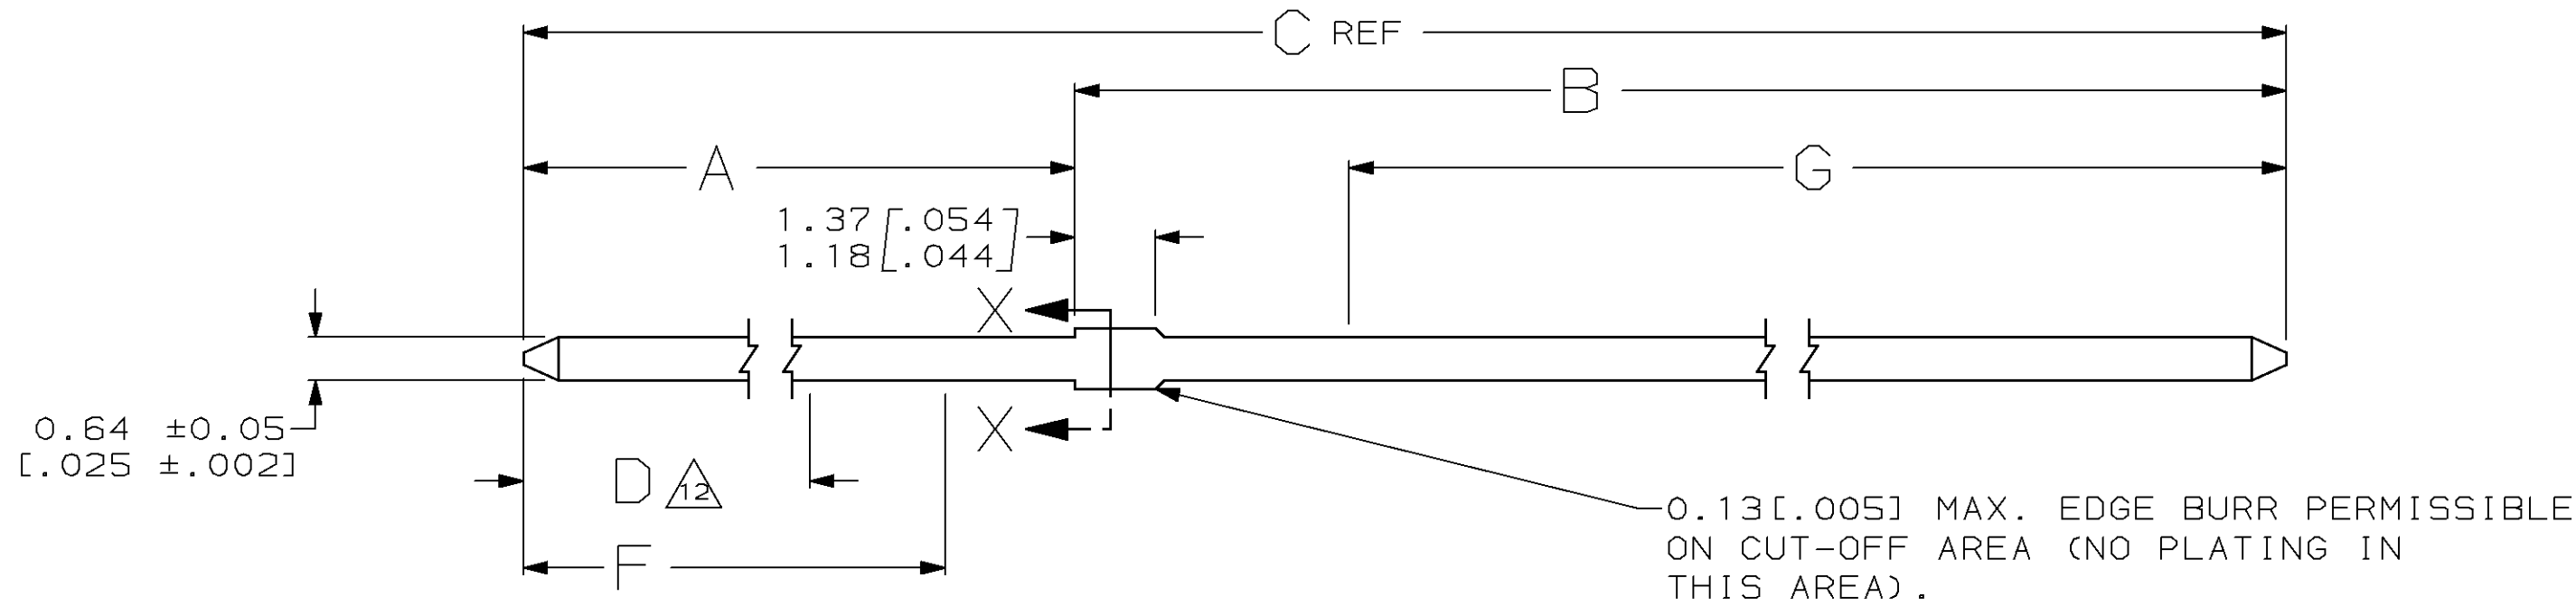 C REF
B
A
G
1.37 [.054
1.18 .044]
X
X
0.64 ±0.05
[.025 ±.002]
D 12
F
0.13[.005] MAX. EDGE BURR PERMISSIBLE
ON CUT-OFF AREA (NO PLATING IN
THIS AREA).